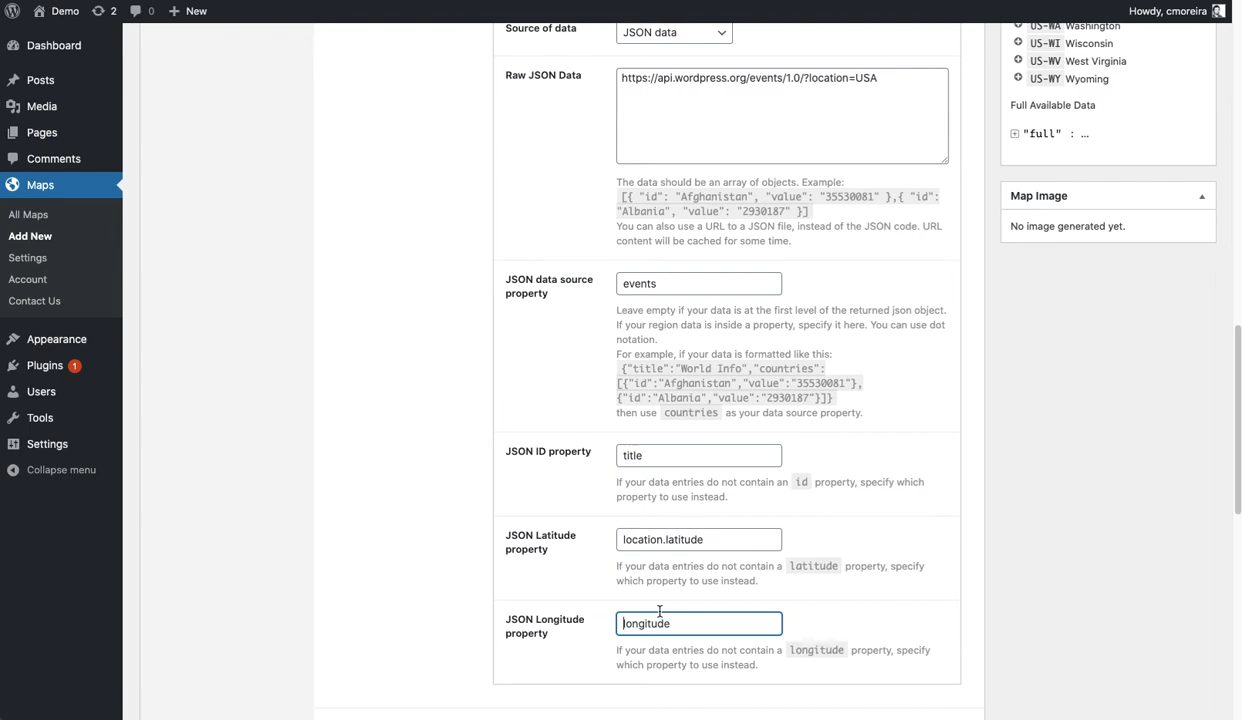 Demo 2 0 New Howdy, cmoreira
Dashboard
Posts
Media
Pages
Comments
Maps
All Maps
Add New
Settings
Account
Contact Us
Appearance
Plugins 1
Users
Tools
Settings
Collapse menu
Source of data
JSON data
Raw JSON Data
https://api.wordpress.org/events/1.0/?location=USA
The data should be an array of objects. Example:
[{ "id": "Afghanistan", "value": "35530081" },{ "id":
"Albania", "value": "2930187" }]
You can also use a URL to a JSON file, instead of the JSON code. URL
content will be cached for some time.
JSON data source
property
events
Leave empty if your data is at the first level of the returned json object.
If your region data is inside a property, specify it here. You can use dot
notation.
For example, if your data is formatted like this:
{"title":"World Info","countries":
[{"id":"Afghanistan","value":"35530081"},
{"id":"Albania","value":"2930187"}]}
then use countries as your data source property.
JSON ID property
title
If your data entries do not contain an id property, specify which
property to use instead.
JSON Latitude
property
location.latitude
If your data entries do not contain a latitude property, specify
which property to use instead.
JSON Longitude
property
longitude
If your data entries do not contain a longitude property, specify
which property to use instead.
US-WA Washington
US-WI Wisconsin
US-WV West Virginia
US-WY Wyoming
Full Available Data
"full" : ...
Map Image
No image generated yet.